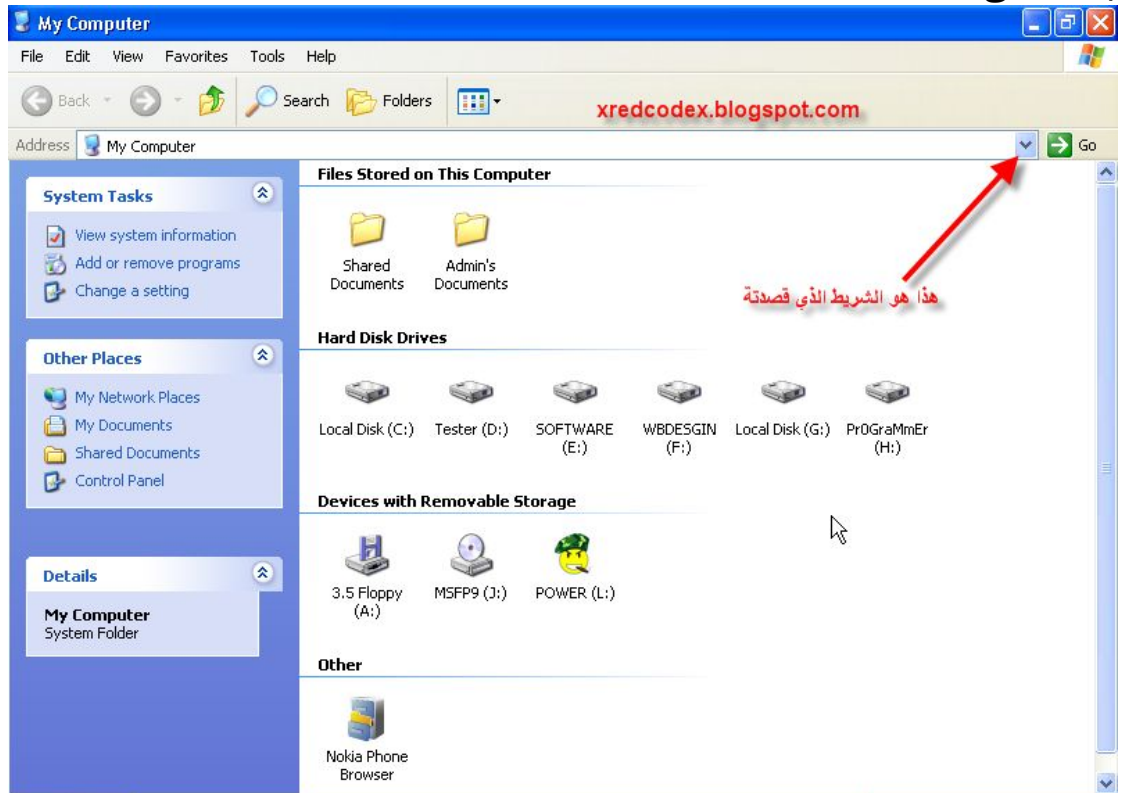 My Computer
File Edit View Favorites Tools Help
Back Search Folders
xredcodex.blogspot.com
Address My Computer Go
System Tasks
View system information
Add or remove programs
Change a setting
Other Places
My Network Places
My Documents
Shared Documents
Control Panel
Details
My Computer
System Folder
Files Stored on This Computer
Shared Documents
Admin's Documents
هذا هو الشريط الذي قصدتة
Hard Disk Drives
Local Disk (C:)
Tester (D:)
SOFTWARE (E:)
WBDESGIN (F:)
Local Disk (G:)
Pr0GraMmEr (H:)
Devices with Removable Storage
3.5 Floppy (A:)
MSFP9 (J:)
POWER (L:)
Other
Nokia Phone Browser